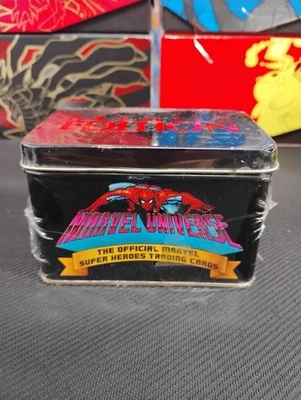 MARVEL UNIVERSE
THE OFFICIAL MARVEL
SUPER HEROES TRADING CARDS